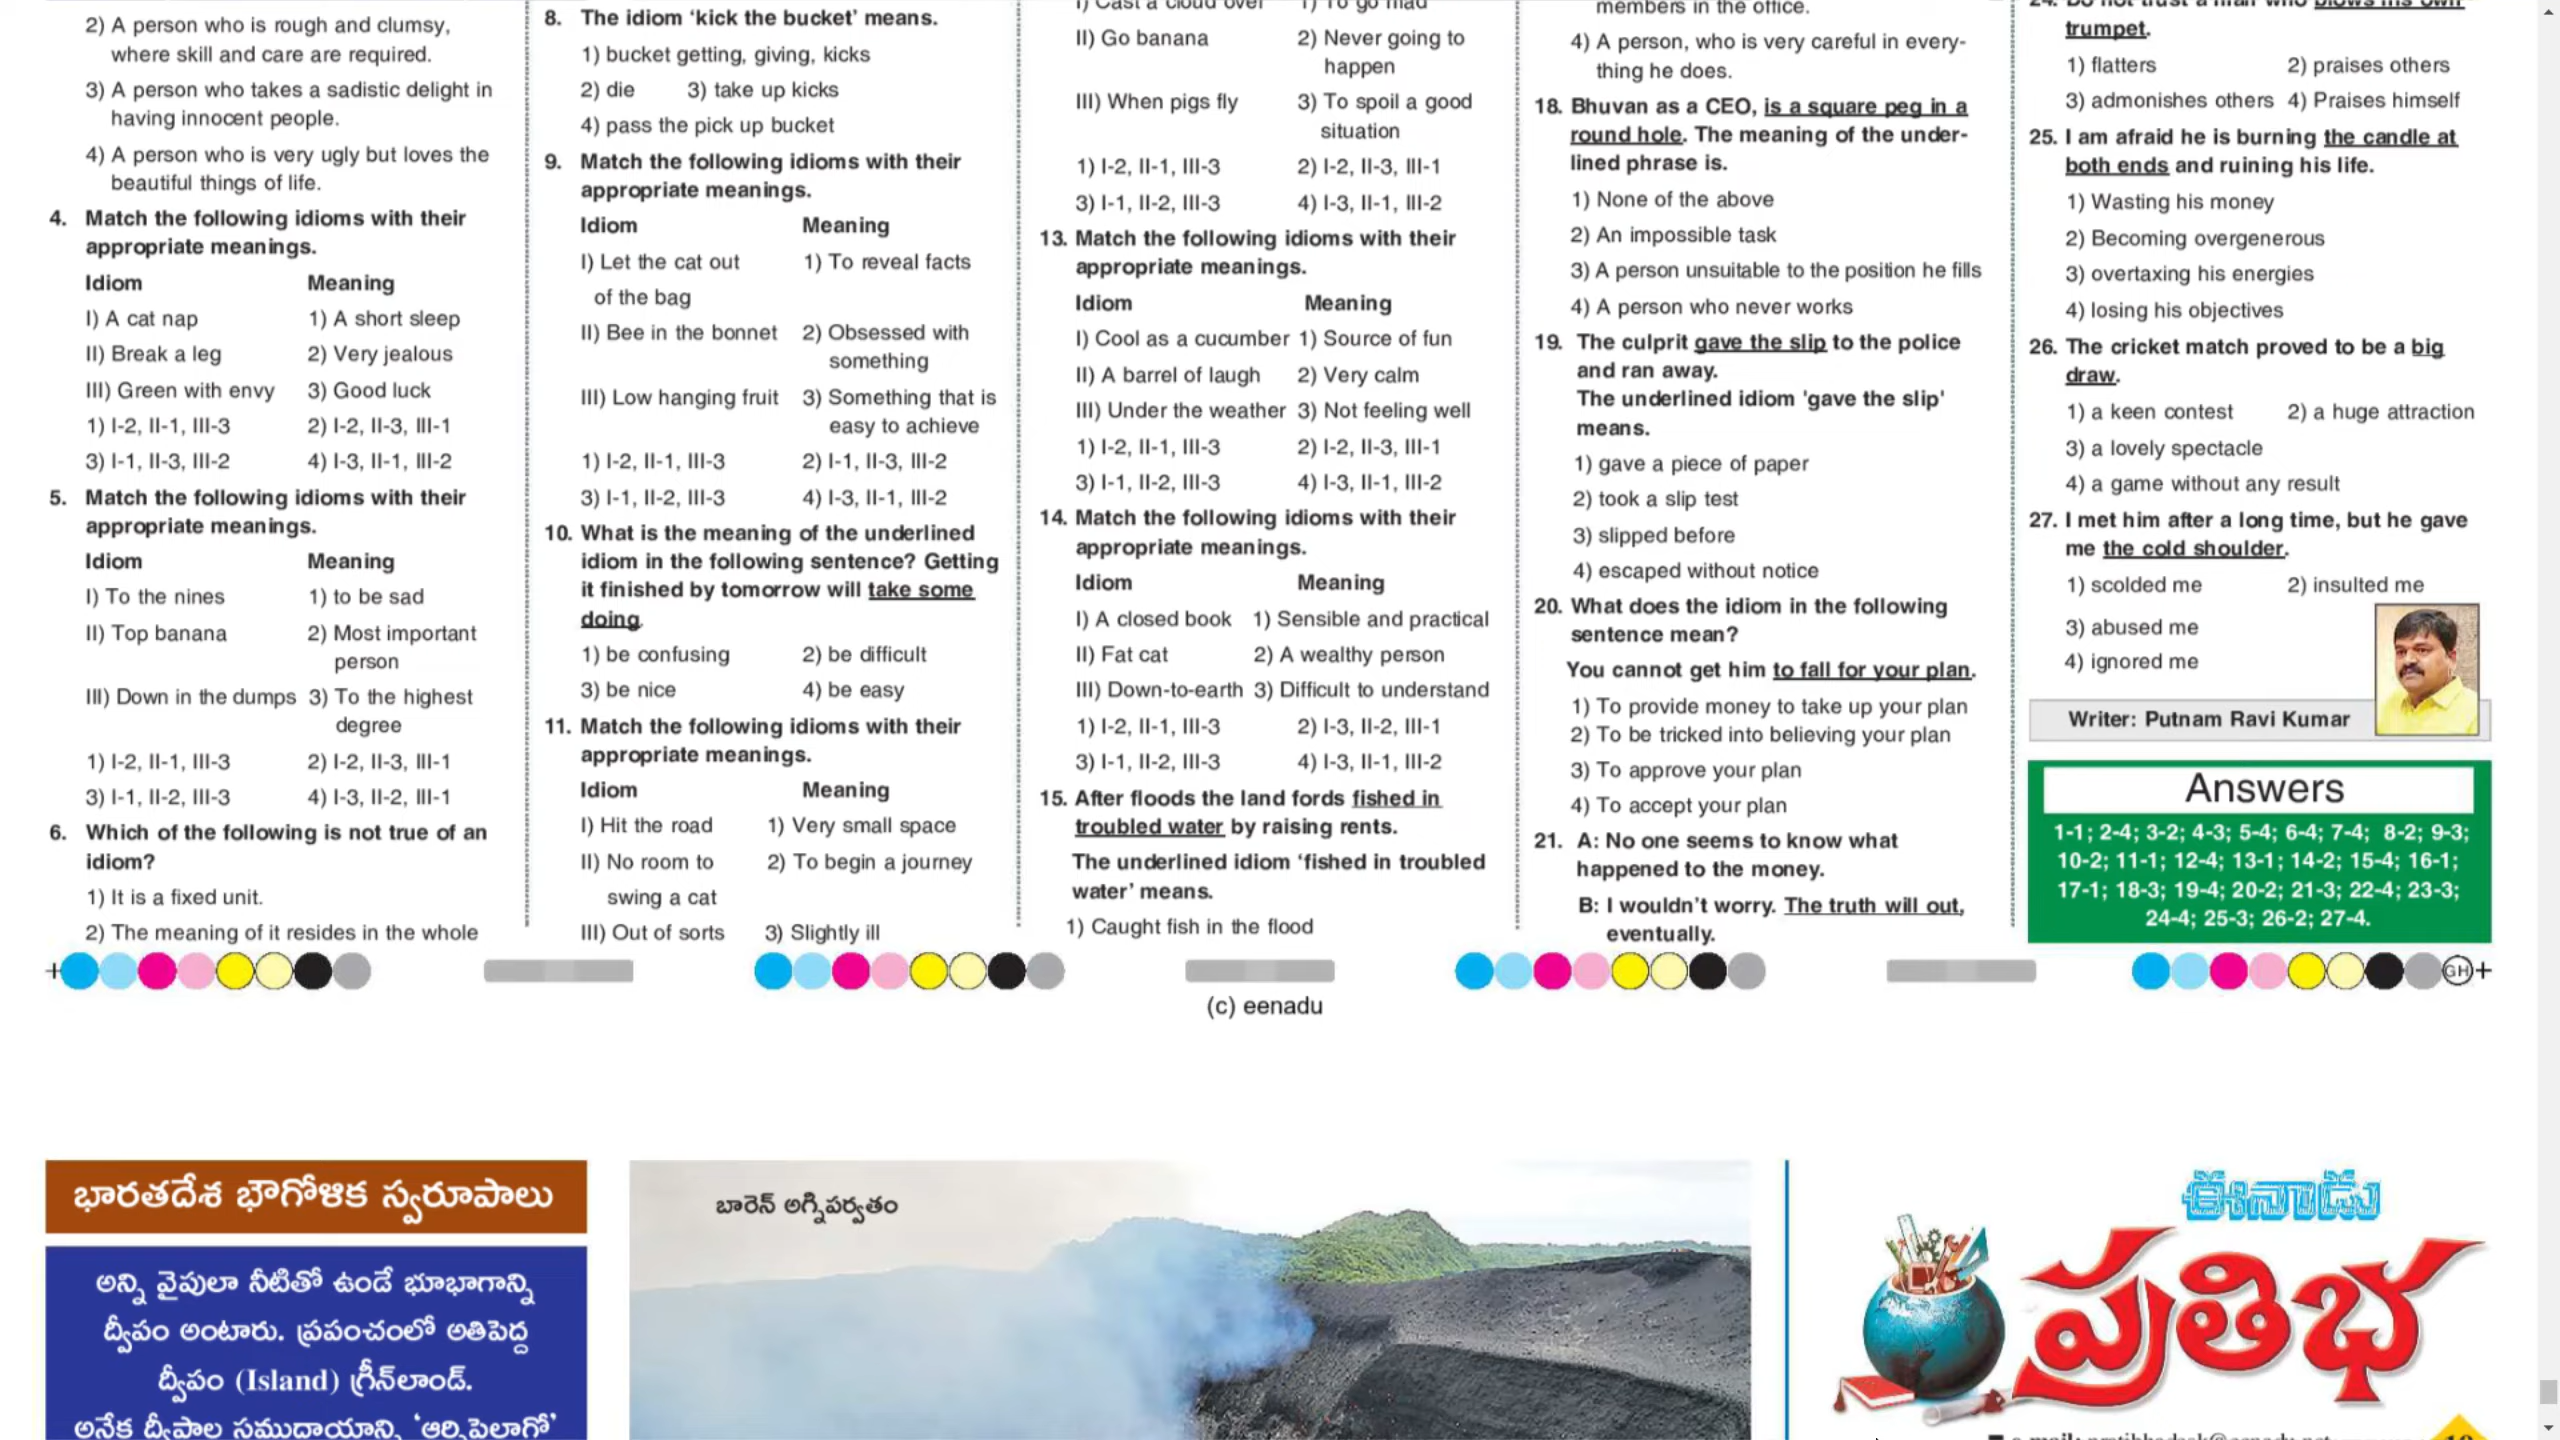 2) A person who is rough and clumsy,
where skill and care are required.
3) A person who takes a sadistic delight in
having innocent people.
4) A person who is very ugly but loves the
beautiful things of life.
4. Match the following idioms with their
appropriate meanings.
Idiom Meaning
I) A cat nap 1) A short sleep
II) Break a leg 2) Very jealous
III) Green with envy 3) Good luck
1) I-2, II-1, III-3 2) I-2, II-3, III-1
3) I-1, II-3, III-2 4) I-3, II-1, III-2
5. Match the following idioms with their
appropriate meanings.
Idiom Meaning
I) To the nines 1) to be sad
II) Top banana 2) Most important
person
III) Down in the dumps 3) To the highest
degree
1) I-2, II-1, III-3 2) I-2, II-3, III-1
3) I-1, II-2, III-3 4) I-3, II-2, III-1
6. Which of the following is not true of an
idiom?
1) It is a fixed unit.
2) The meaning of it resides in the whole
8. The idiom ‘kick the bucket’ means.
1) bucket getting, giving, kicks
2) die 3) take up kicks
4) pass the pick up bucket
9. Match the following idioms with their
appropriate meanings.
Idiom Meaning
I) Let the cat out 1) To reveal facts
of the bag
II) Bee in the bonnet 2) Obsessed with
something
III) Low hanging fruit 3) Something that is
easy to achieve
1) I-2, II-1, III-3 2) I-1, II-3, III-2
3) I-1, II-2, III-3 4) I-3, II-1, III-2
10. What is the meaning of the underlined
idiom in the following sentence? Getting
it finished by tomorrow will take some
doing.
1) be confusing 2) be difficult
3) be nice 4) be easy
11. Match the following idioms with their
appropriate meanings.
Idiom Meaning
I) Hit the road 1) Very small space
II) No room to 2) To begin a journey
swing a cat
III) Out of sorts 3) Slightly ill
I) Cast a cloud over 1) To go mad
II) Go banana 2) Never going to
happen
III) When pigs fly 3) To spoil a good
situation
1) I-2, II-1, III-3 2) I-2, II-3, III-1
3) I-1, II-2, III-3 4) I-3, II-1, III-2
13. Match the following idioms with their
appropriate meanings.
Idiom Meaning
I) Cool as a cucumber 1) Source of fun
II) A barrel of laugh 2) Very calm
III) Under the weather 3) Not feeling well
1) I-2, II-1, III-3 2) I-2, II-3, III-1
3) I-1, II-2, III-3 4) I-3, II-1, III-2
14. Match the following idioms with their
appropriate meanings.
Idiom Meaning
I) A closed book 1) Sensible and practical
II) Fat cat 2) A wealthy person
III) Down-to-earth 3) Difficult to understand
1) I-2, II-1, III-3 2) I-3, II-2, III-1
3) I-1, II-2, III-3 4) I-3, II-1, III-2
15. After floods the land fords fished in
troubled water by raising rents.
The underlined idiom ‘fished in troubled
water’ means.
1) Caught fish in the flood
members in the office.
4) A person, who is very careful in every-
thing he does.
18. Bhuvan as a CEO, is a square peg in a
round hole. The meaning of the under-
lined phrase is.
1) None of the above
2) An impossible task
3) A person unsuitable to the position he fills
4) A person who never works
19. The culprit gave the slip to the police
and ran away.
The underlined idiom 'gave the slip'
means.
1) gave a piece of paper
2) took a slip test
3) slipped before
4) escaped without notice
20. What does the idiom in the following
sentence mean?
You cannot get him to fall for your plan.
1) To provide money to take up your plan
2) To be tricked into believing your plan
3) To approve your plan
4) To accept your plan
21. A: No one seems to know what
happened to the money.
B: I wouldn’t worry. The truth will out,
eventually.
24. Do not trust a man who blows his own
trumpet.
1) flatters 2) praises others
3) admonishes others 4) Praises himself
25. I am afraid he is burning the candle at
both ends and ruining his life.
1) Wasting his money
2) Becoming overgenerous
3) overtaxing his energies
4) losing his objectives
26. The cricket match proved to be a big
draw.
1) a keen contest 2) a huge attraction
3) a lovely spectacle
4) a game without any result
27. I met him after a long time, but he gave
me the cold shoulder.
1) scolded me 2) insulted me
3) abused me
4) ignored me
Writer: Putnam Ravi Kumar
Answers
1-1; 2-4; 3-2; 4-3; 5-4; 6-4; 7-4; 8-2; 9-3;
10-2; 11-1; 12-4; 13-1; 14-2; 15-4; 16-1;
17-1; 18-3; 19-4; 20-2; 21-3; 22-4; 23-3;
24-4; 25-3; 26-2; 27-4.
GH
(c) eenadu
భారతదేశ భౌగోళిక స్వరూపాలు
అన్ని వైపులా నీటితో ఉండే భూభాగాన్ని
ద్వీపం అంటారు. ప్రపంచంలో అతిపెద్ద
ద్వీపం (Island) గ్రీన్‌లాండ్.
అనేక ద్వీపాల సముదాయాన్ని ‘ఆర్చిపెలాగో’
బారెన్ అగ్నిపర్వతం
ఈనాడు
ప్రతిభ